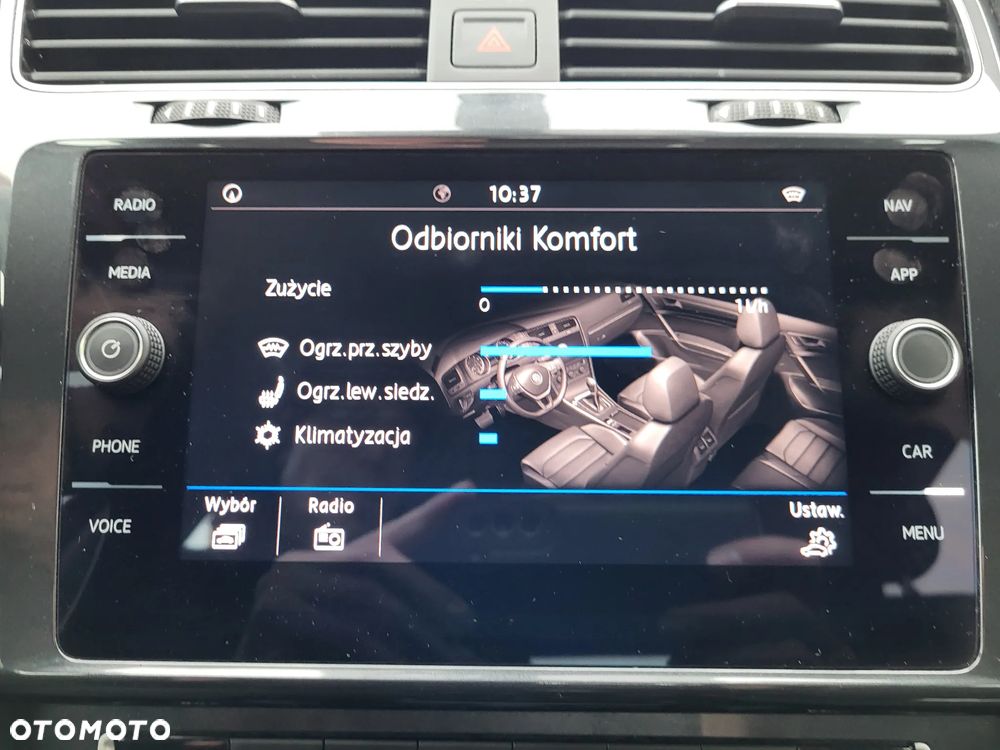 RADIO
MEDIA
PHONE
VOICE
10:37
Odbiorniki Komfort
Zużycie
0
1 l/h
Ogrz.prz.szyby
Ogrz.lew.siedz.
Klimatyzacja
Wybór
Radio
Ustaw.
NAV
APP
CAR
MENU
OTOMOTO